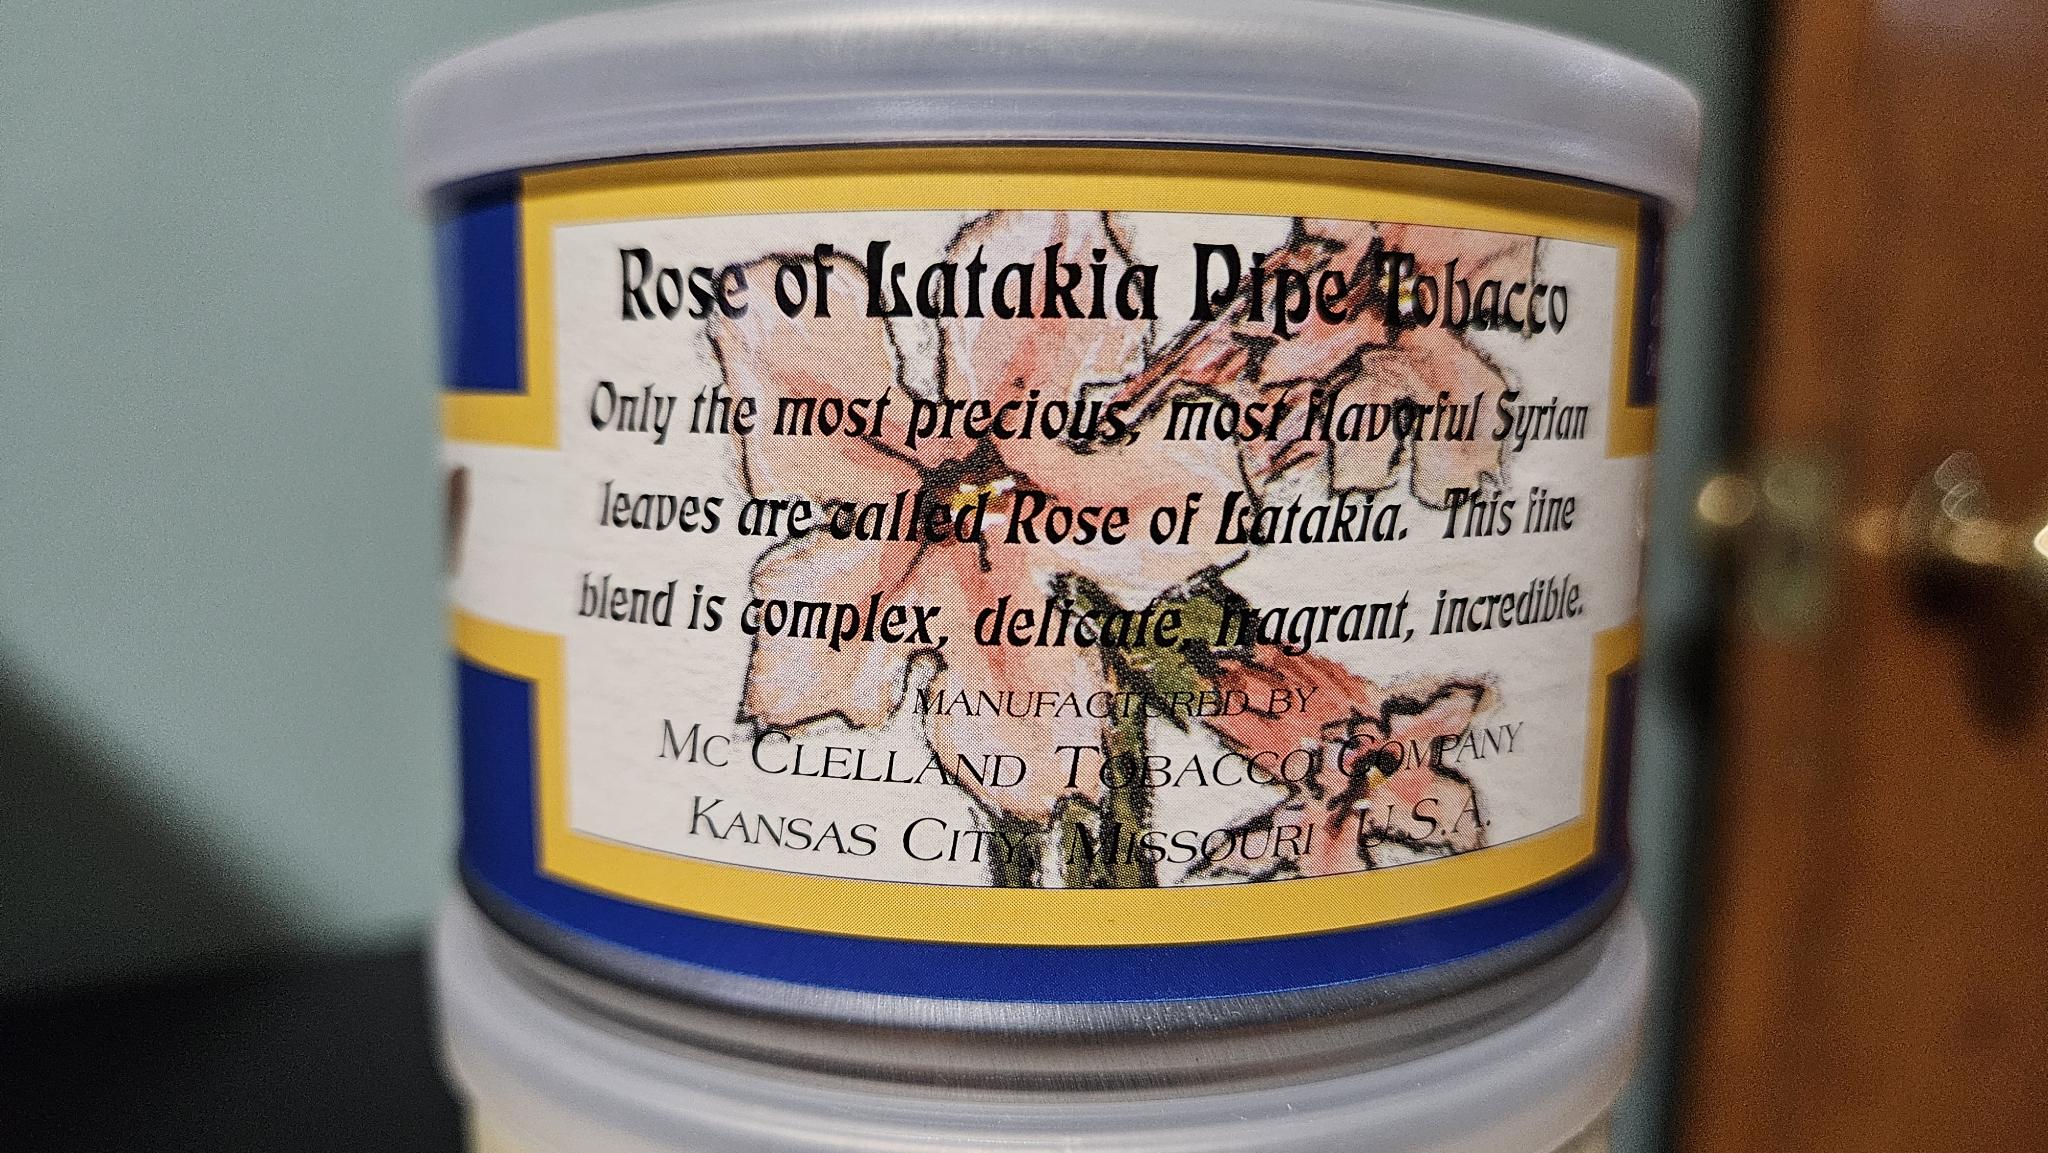 Rose of Latakia Pipe Tobacco
Only the most precious, most flavorful Syrian
leaves are called Rose of Latakia. This fine
blend is complex, delicate, fragrant, incredible.
MANUFACTURED BY
MC CLELLAND TOBACCO COMPANY
KANSAS CITY, MISSOURI U.S.A.